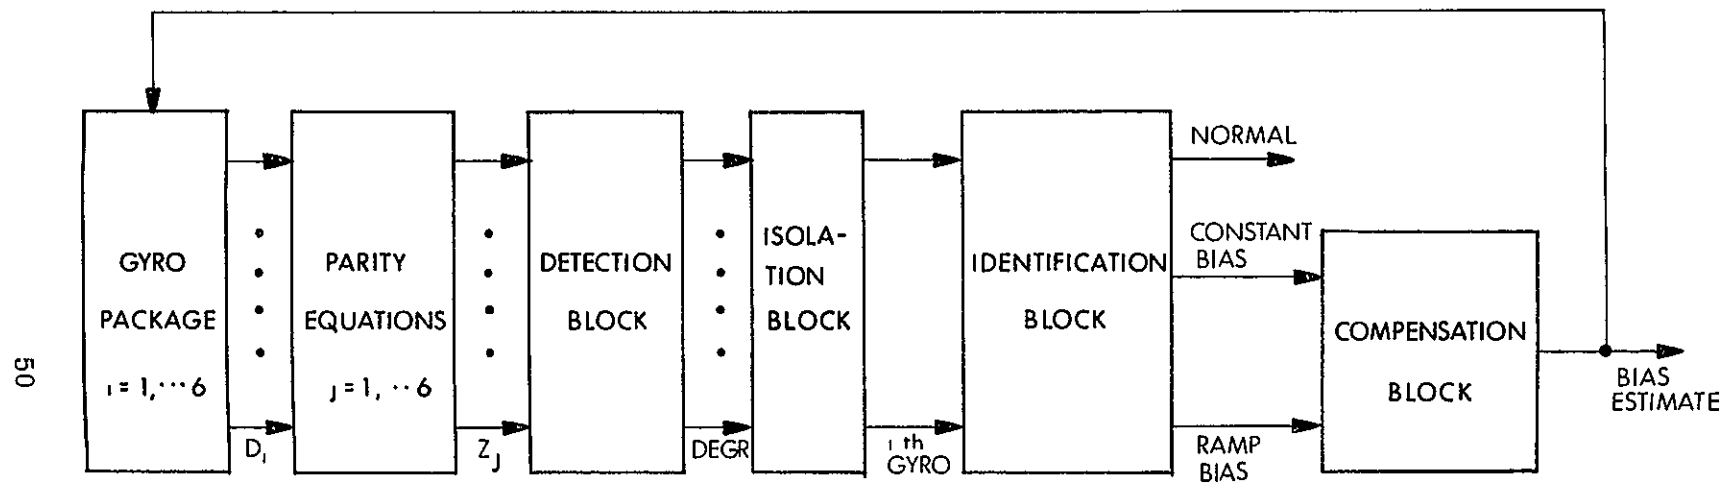 GYRO
PACKAGE
i = 1, ··· 6
D i
PARITY
EQUATIONS
j = 1, ·· 6
Z J
DETECTION
BLOCK
DEGR
ISOLA-
TION
BLOCK
i th
GYRO
IDENTIFICATION
BLOCK
NORMAL
CONSTANT
BIAS
RAMP
BIAS
COMPENSATION
BLOCK
BIAS
ESTIMATE
50